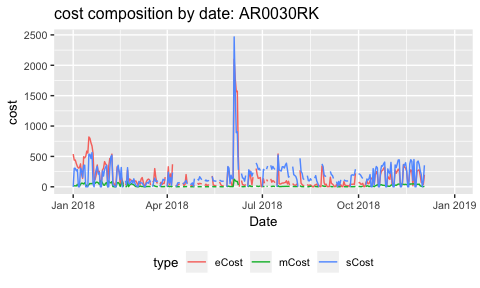 cost composition by date: AR0030RK
2500
2000
1500
1000
500
0
cost
Jan 2018 Apr 2018 Jul 2018 Oct 2018 Jan 2019
Date
type eCost mCost sCost